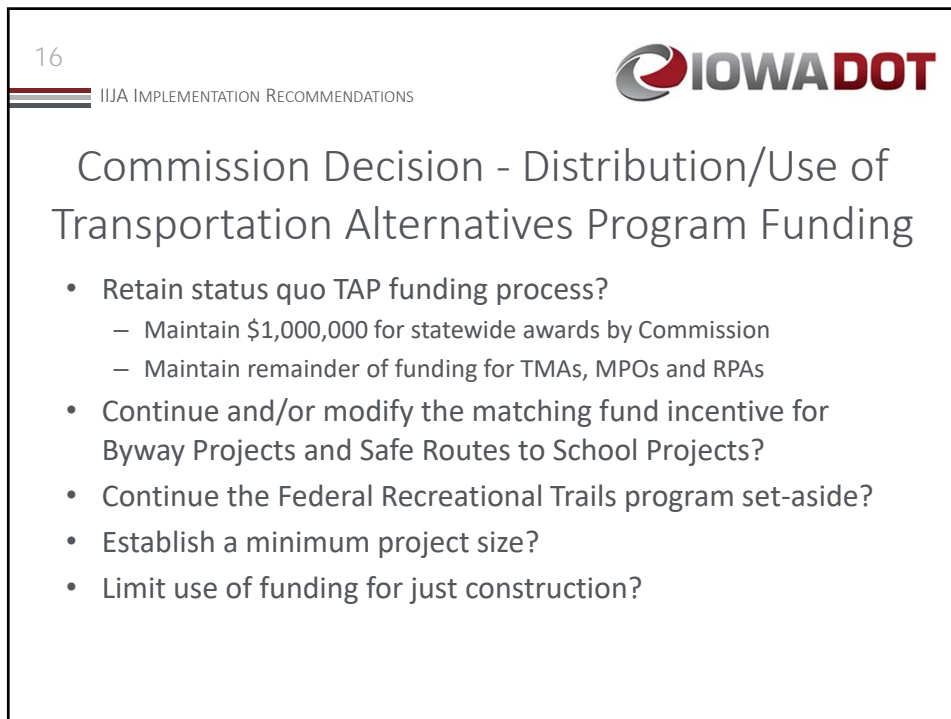 16
IIJA IMPLEMENTATION RECOMMENDATIONS
IOWADOT
Commission Decision - Distribution/Use of
Transportation Alternatives Program Funding
• Retain status quo TAP funding process?
– Maintain $1,000,000 for statewide awards by Commission
– Maintain remainder of funding for TMAs, MPOs and RPAs
• Continue and/or modify the matching fund incentive for
Byway Projects and Safe Routes to School Projects?
• Continue the Federal Recreational Trails program set-aside?
• Establish a minimum project size?
• Limit use of funding for just construction?